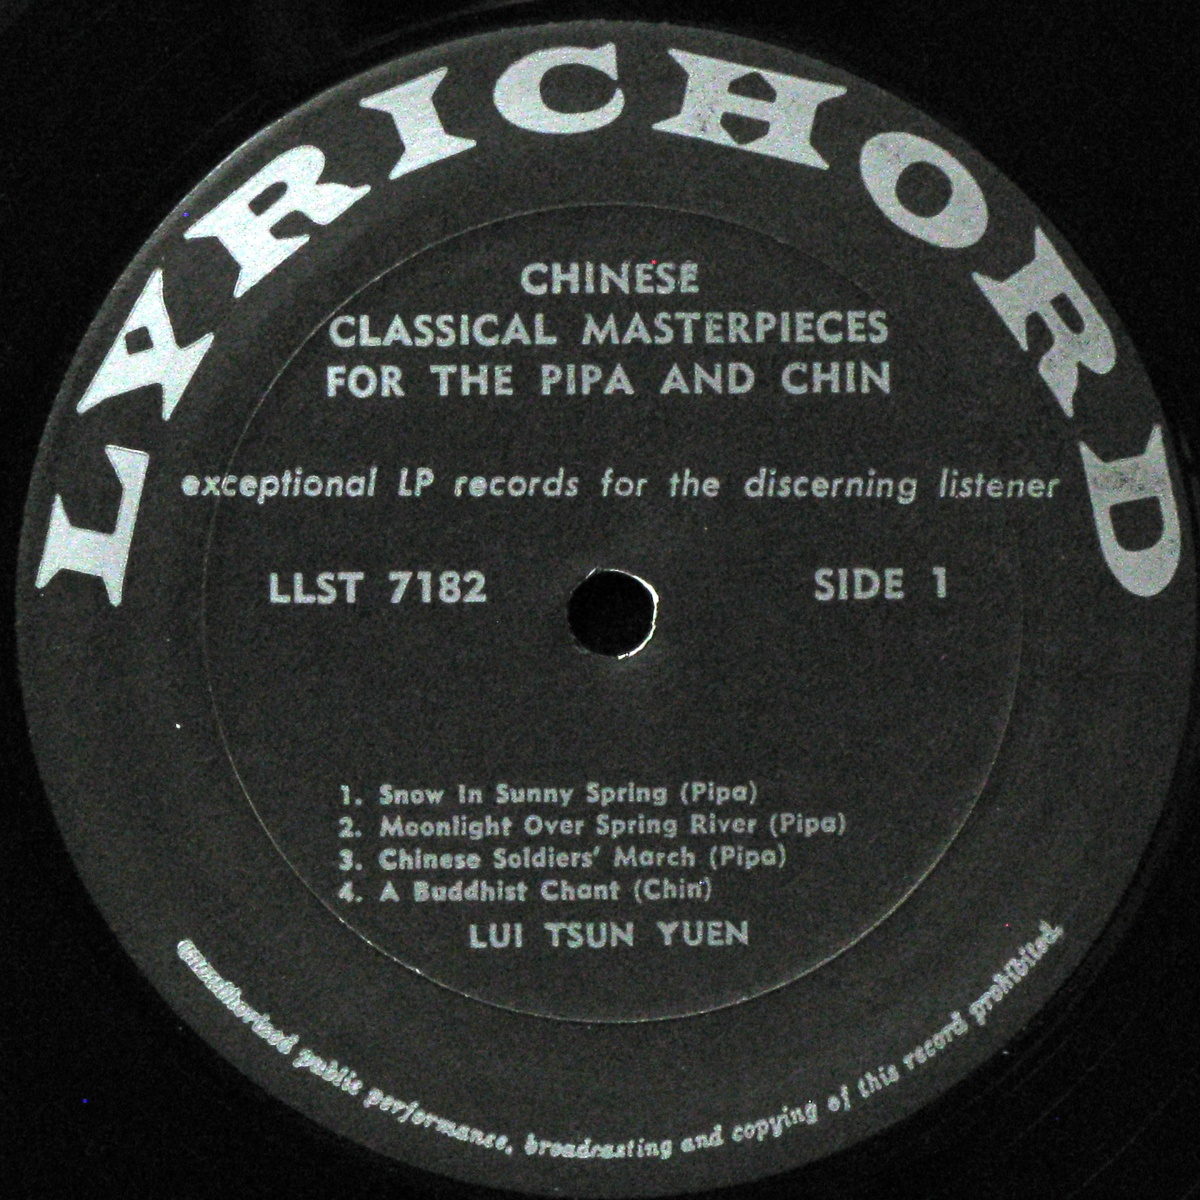 LYRICHORD
CHINESE
CLASSICAL MASTERPIECES
FOR THE PIPA AND CHIN
exceptional LP records for the discerning listener
LLST 7182 SIDE 1
1. Snow In Sunny Spring (Pipa)
2. Moonlight Over Spring River (Pipa)
3. Chinese Soldiers' March (Pipa)
4. A Buddhist Chant (Chin)
LUI TSUN YUEN
Unauthorized public performance, broadcasting and copying of this record prohibited.